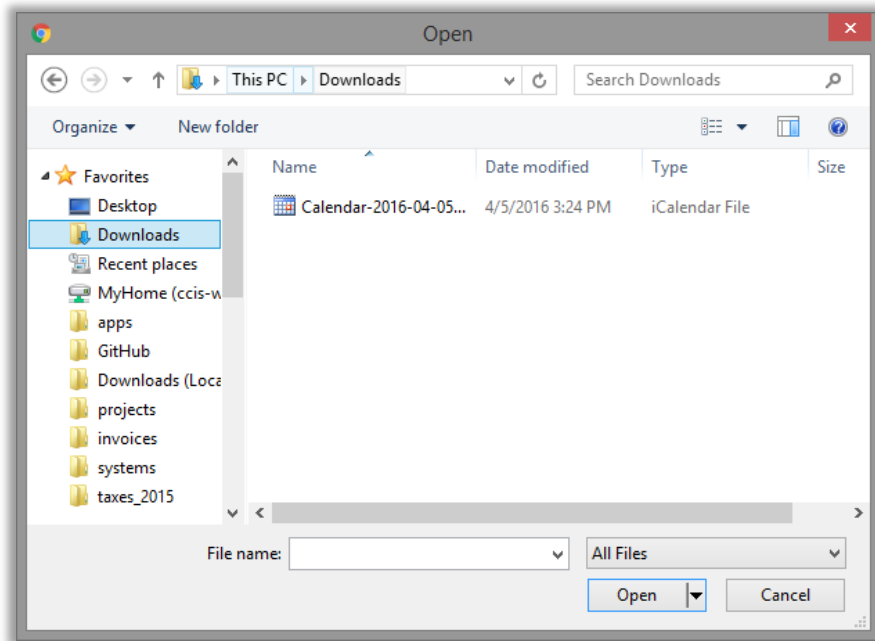 Open
This PC Downloads Search Downloads
Organize New folder
Name Date modified Type Size
Calendar-2016-04-05... 4/5/2016 3:24 PM iCalendar File
Favorites
Desktop
Downloads
Recent places
MyHome (ccis-w
apps
GitHub
Downloads (Loca
projects
invoices
systems
taxes_2015
File name: All Files
Open Cancel